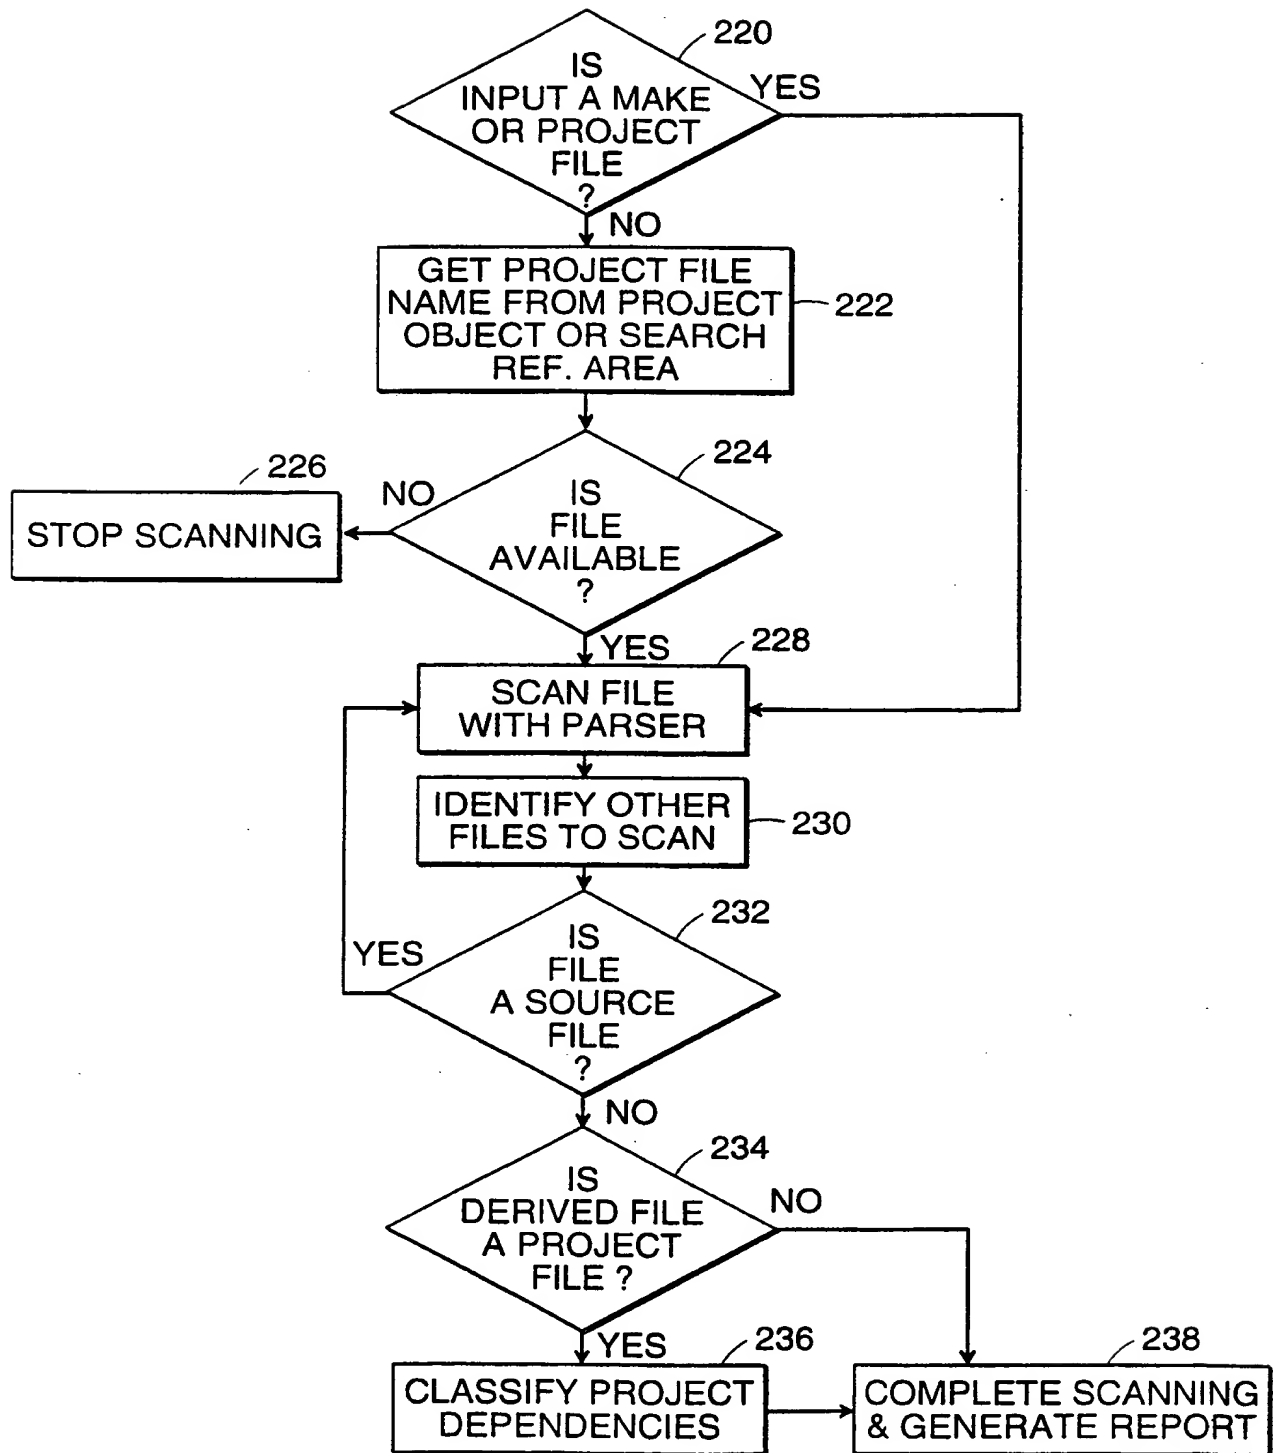 220
IS
INPUT A MAKE
OR PROJECT
FILE
?
YES
NO
GET PROJECT FILE
NAME FROM PROJECT
OBJECT OR SEARCH
REF. AREA
222
224
226
NO
IS
FILE
AVAILABLE
?
STOP SCANNING
YES
228
SCAN FILE
WITH PARSER
IDENTIFY OTHER
FILES TO SCAN
230
232
YES
IS
FILE
A SOURCE
FILE
?
NO
234
IS
DERIVED FILE
A PROJECT
FILE ?
NO
YES
236
238
CLASSIFY PROJECT
DEPENDENCIES
COMPLETE SCANNING
& GENERATE REPORT